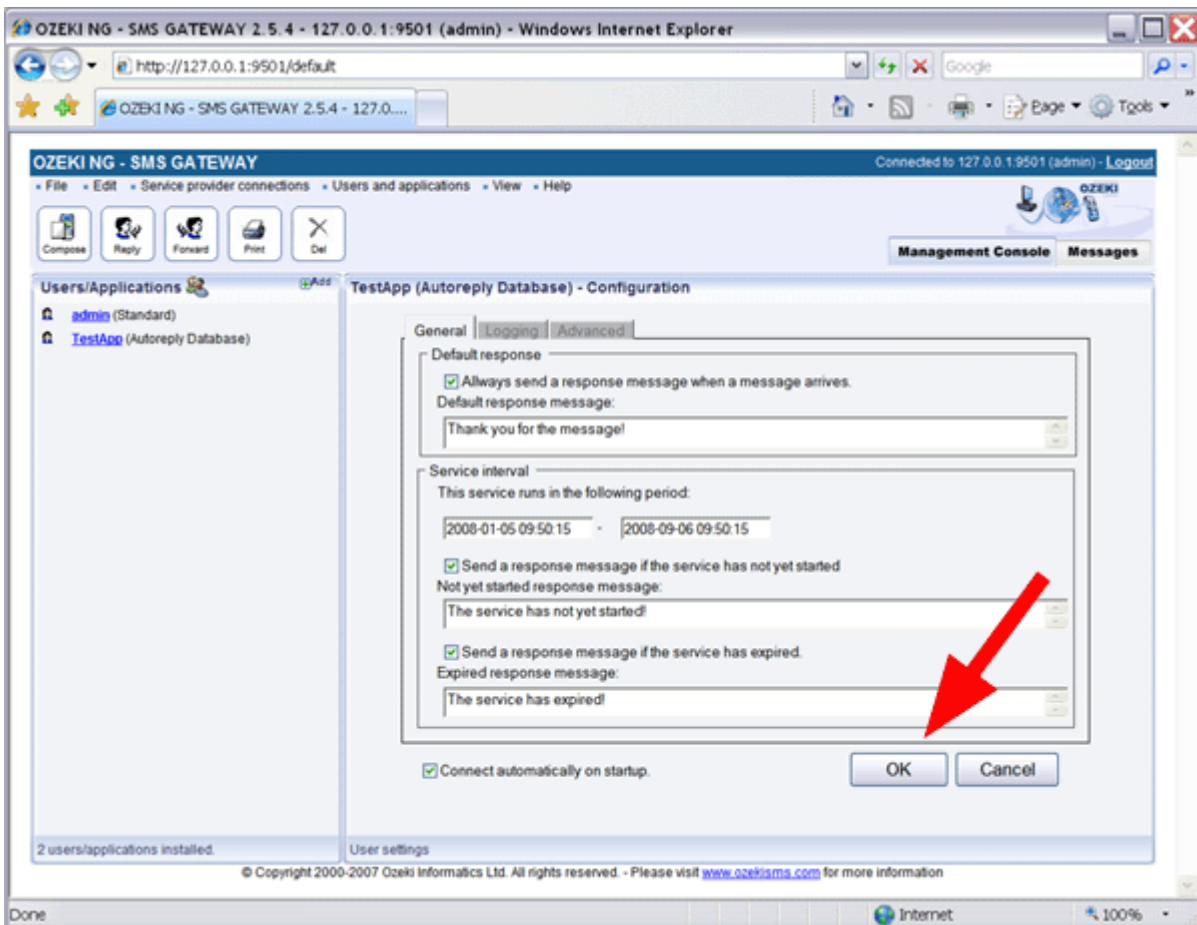 OZEKI NG - SMS GATEWAY 2.5.4 - 127.0.0.1:9501 (admin) - Windows Internet Explorer
http://127.0.0.1:9501/default
Google
OZEKI NG - SMS GATEWAY 2.5.4 - 127.0....
Page
Tools
OZEKI NG - SMS GATEWAY
Connected to 127.0.0.1:9501 (admin) - Logout
File Edit Service provider connections Users and applications View Help
OZEKI
Compose Reply Forward Print Del
Management Console Messages
Users/Applications Add
admin (Standard)
TestApp (Autoreply Database)
TestApp (Autoreply Database) - Configuration
General Logging Advanced
Default response
Allways send a response message when a message arrives.
Default response message:
Thank you for the message!
Service interval
This service runs in the following period:
2008-01-05 09:50:15 - 2008-09-06 09:50:15
Send a response message if the service has not yet started
Not yet started response message:
The service has not yet started!
Send a response message if the service has expired.
Expired response message:
The service has expired!
Connect automatically on startup.
OK Cancel
2 users/applications installed.
User settings
© Copyright 2000-2007 Ozeki Informatics Ltd. All rights reserved. - Please visit www.ozekisms.com for more information
Done
Internet
100%